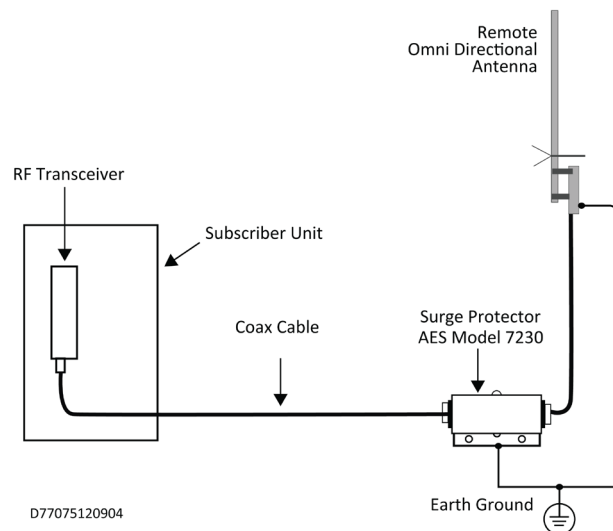 Remote
Omni Directional
Antenna
RF Transceiver
Subscriber Unit
Coax Cable
Surge Protector
AES Model 7230
Earth Ground
D77075120904